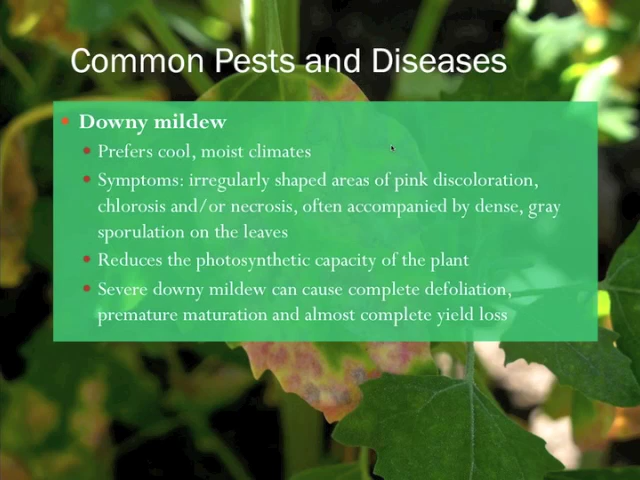 Common Pests and Diseases
• Downy mildew
• Prefers cool, moist climates
• Symptoms: irregularly shaped areas of pink discoloration,
chlorosis and/or necrosis, often accompanied by dense, gray
sporulation on the leaves
• Reduces the photosynthetic capacity of the plant
• Severe downy mildew can cause complete defoliation,
premature maturation and almost complete yield loss